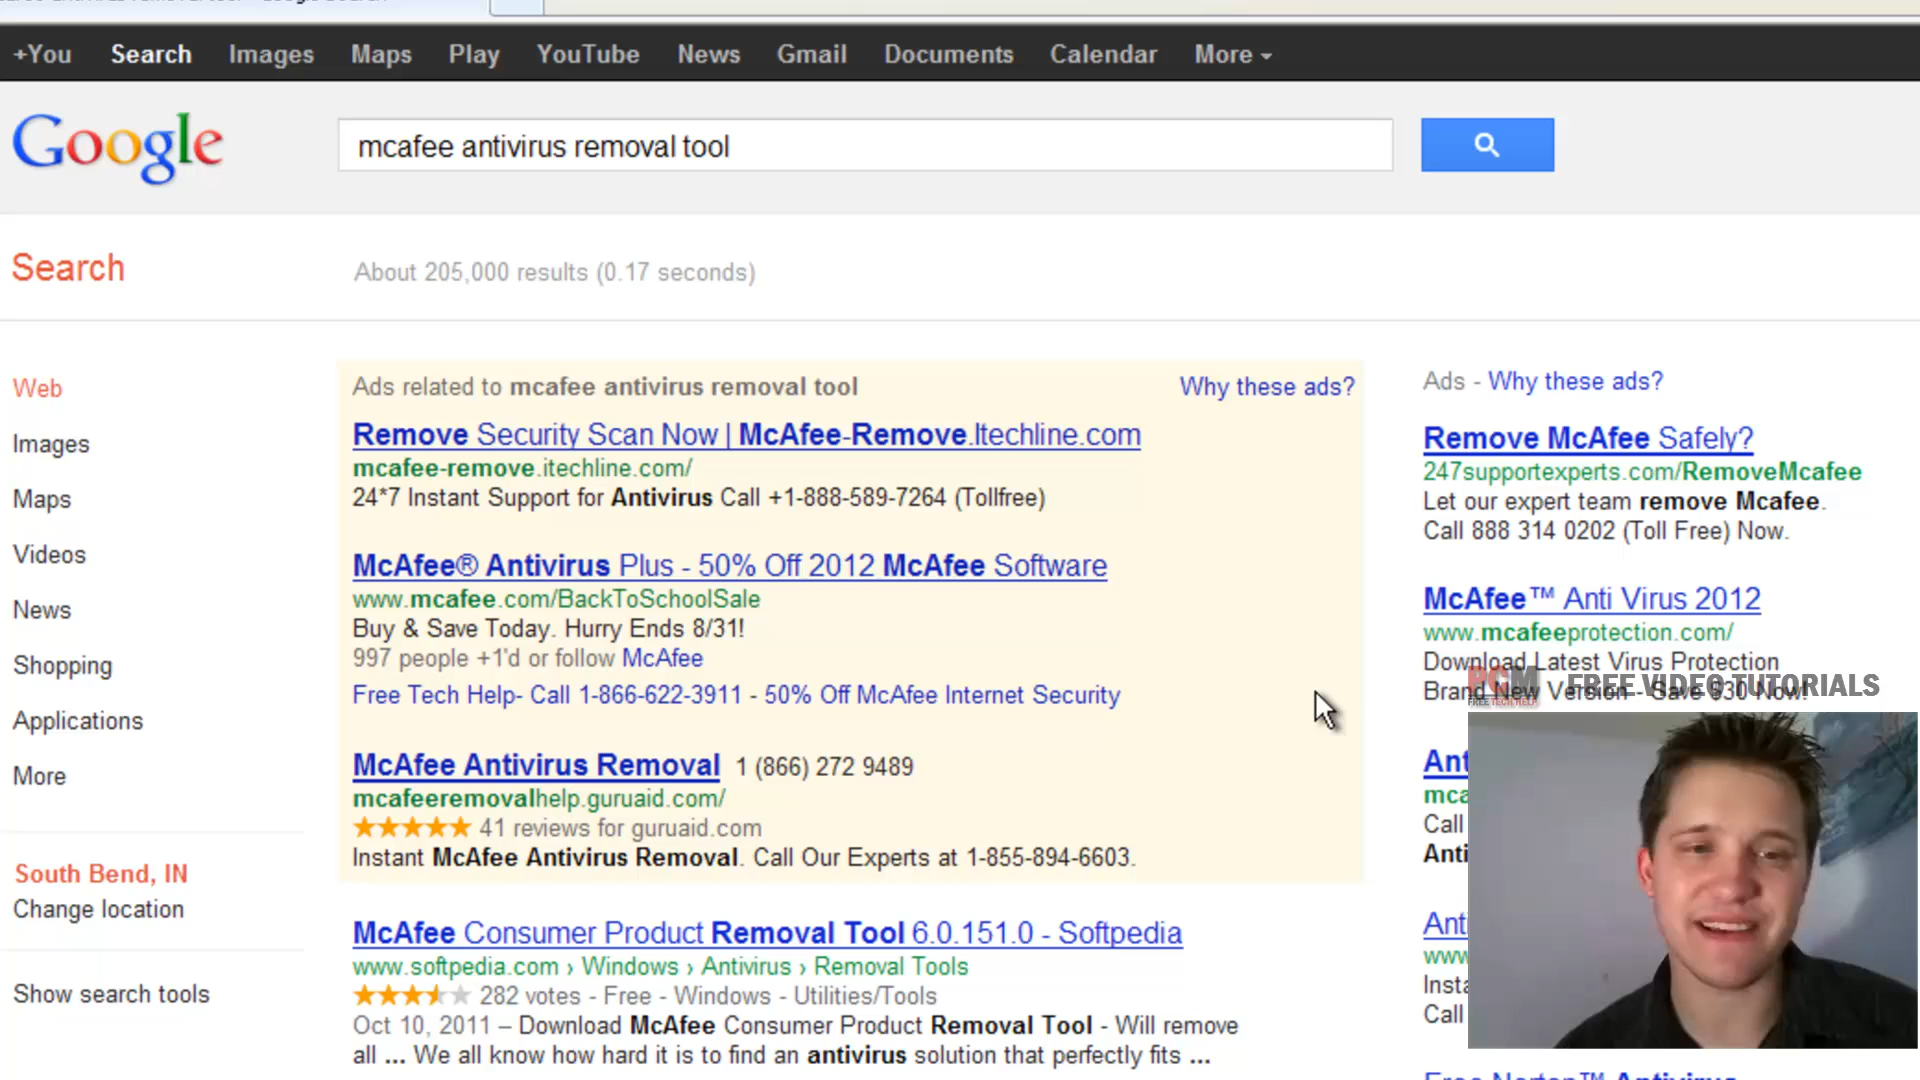 +You Search Images Maps Play YouTube News Gmail Documents Calendar More
Google
mcafee antivirus removal tool
Search
About 205,000 results (0.17 seconds)
Web
Images
Maps
Videos
News
Shopping
Applications
More
South Bend, IN
Change location
Show search tools
Ads related to mcafee antivirus removal tool
Why these ads?
Remove Security Scan Now | McAfee-Remove.Itechline.com
mcafee-remove.itechline.com/
24*7 Instant Support for Antivirus Call +1-888-589-7264 (Tollfree)
McAfee® Antivirus Plus - 50% Off 2012 McAfee Software
www.mcafee.com/BackToSchoolSale
Buy & Save Today. Hurry Ends 8/31!
997 people +1'd or follow McAfee
Free Tech Help- Call 1-866-622-3911 - 50% Off McAfee Internet Security
McAfee Antivirus Removal 1 (866) 272 9489
mcafeeremovalhelp.guruaid.com/
41 reviews for guruaid.com
Instant McAfee Antivirus Removal. Call Our Experts at 1-855-894-6603.
McAfee Consumer Product Removal Tool 6.0.151.0 - Softpedia
www.softpedia.com › Windows › Antivirus › Removal Tools
282 votes - Free - Windows - Utilities/Tools
Oct 10, 2011 – Download McAfee Consumer Product Removal Tool - Will remove
all ... We all know how hard it is to find an antivirus solution that perfectly fits ...
Ads - Why these ads?
Remove McAfee Safely?
247supportexperts.com/RemoveMcafee
Let our expert team remove Mcafee.
Call 888 314 0202 (Toll Free) Now.
McAfee™ Anti Virus 2012
www.mcafeeprotection.com/
Download Latest Virus Protection
Brand New Version - Save $30 Now!
PGM FREE VIDEO TUTORIALS
FREE TECH HELP
Ant
mca
Call
Anti
Ant
www
Insta
Call
Free Norton™ Antivirus